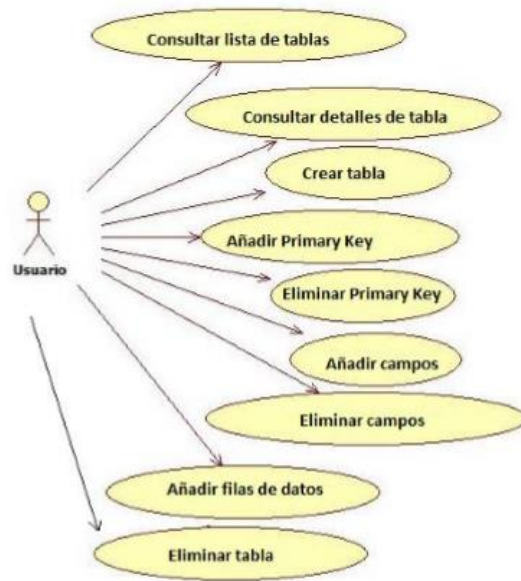 Consultar lista de tablas
Consultar detalles de tabla
Crear tabla
Añadir Primary Key
Usuario
Eliminar Primary Key
Añadir campos
Eliminar campos
Añadir filas de datos
Eliminar tabla